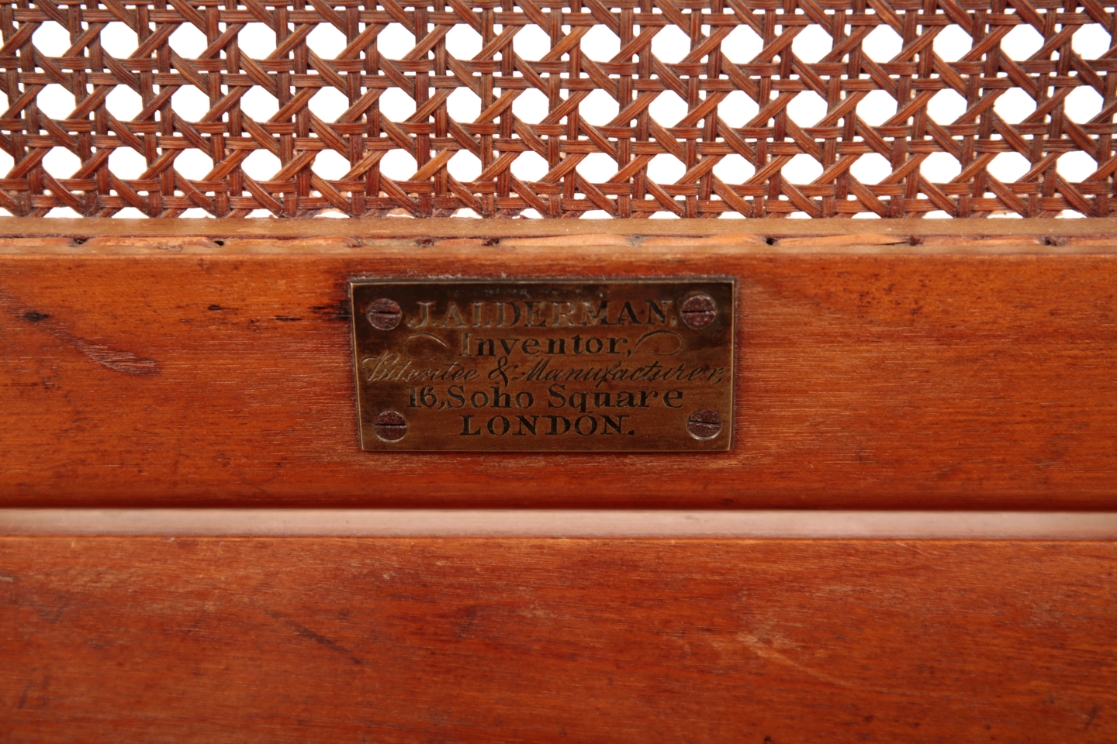 J. ALDERMAN,
Inventor,
Patentee & Manufacturer,
16, Soho Square
LONDON.